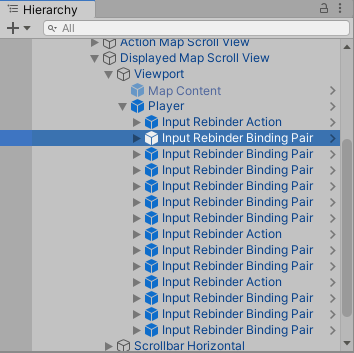 Hierarchy
All
Action Map Scroll View
Displayed Map Scroll View
Viewport
Map Content
Player
Input Rebinder Action
Input Rebinder Binding Pair
Input Rebinder Binding Pair
Input Rebinder Binding Pair
Input Rebinder Binding Pair
Input Rebinder Binding Pair
Input Rebinder Binding Pair
Input Rebinder Action
Input Rebinder Binding Pair
Input Rebinder Binding Pair
Input Rebinder Action
Input Rebinder Binding Pair
Input Rebinder Binding Pair
Input Rebinder Binding Pair
Scrollbar Horizontal